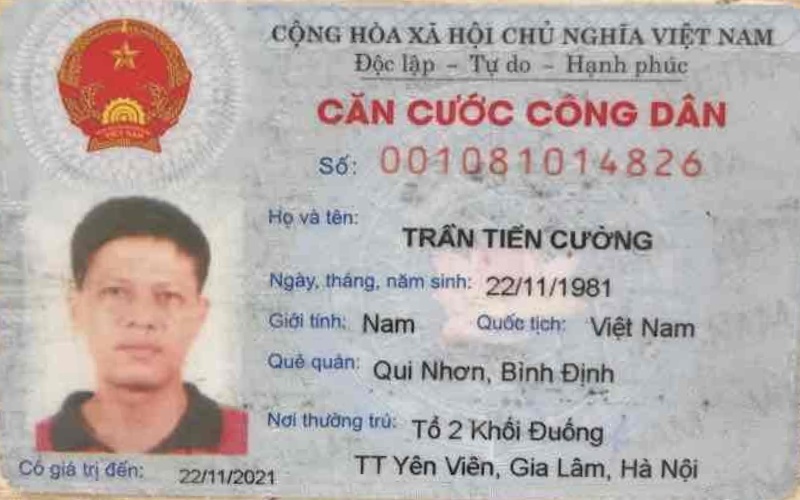 CỘNG HÒA XÃ HỘI CHỦ NGHĨA VIỆT NAM
Độc lập - Tự do - Hạnh phúc
CĂN CƯỚC CÔNG DÂN
Số: 001081014826
Họ và tên:
TRẦN TIẾN CƯỜNG
Ngày, tháng, năm sinh: 22/11/1981
Giới tính: Nam Quốc tịch: Việt Nam
Quê quán: Qui Nhơn, Bình Định
Nơi thường trú: Tổ 2 Khối Đuống
TT Yên Viên, Gia Lâm, Hà Nội
Có giá trị đến: 22/11/2021